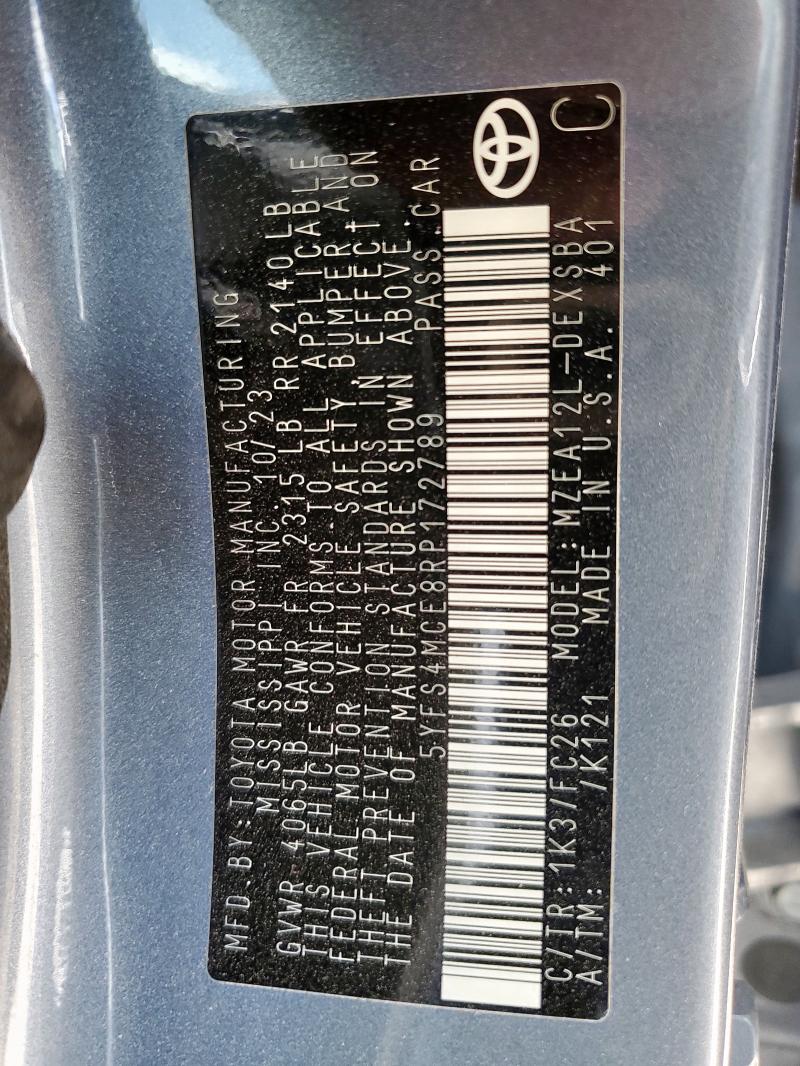 MFD.BY:TOYOTA MOTOR MANUFACTURING
MISSISSIPPI INC. 10/23
GVWR 4065LB GAWR FR 2315 LB RR 2140LB
THIS VEHICLE CONFORMS TO ALL APPLICABLE
FEDERAL MOTOR VEHICLE SAFETY, BUMPER, AND
THEFT PREVENTION STANDARDS IN EFFECT ON
THE DATE OF MANUFACTURE SHOWN ABOVE.
5YFS4MCE8RP172789 PASS.CAR
C/TR:1K3/FC26 MODEL:MZEA12L-DEXSBA
A/TM: /K121 MADE IN U.S.A. 401
C